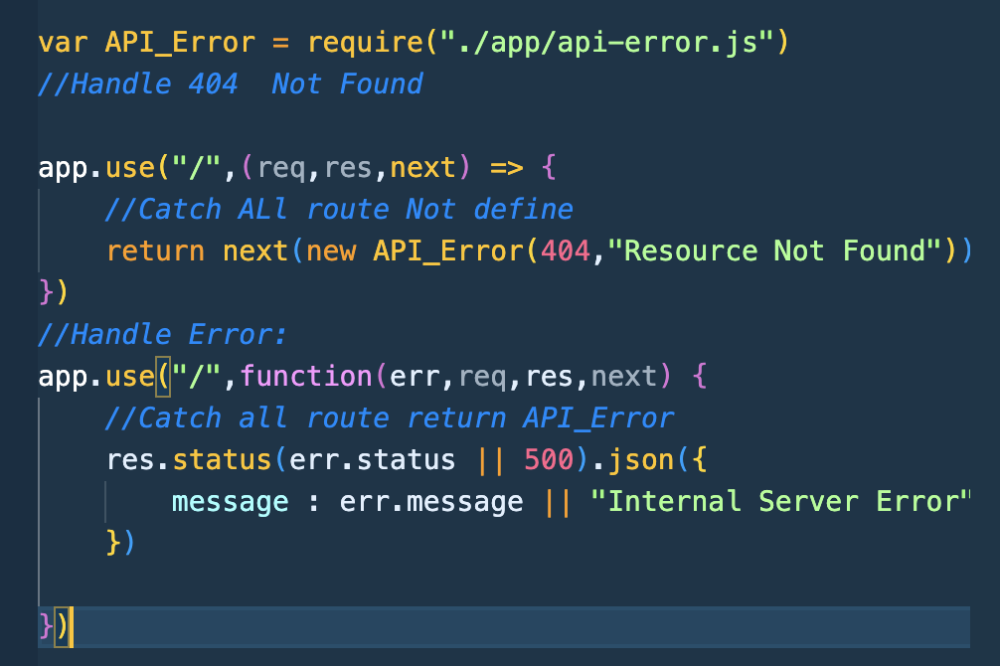 var API_Error = require("./app/api-error.js")
//Handle 404  Not Found
app.use("/",(req,res,next) => {
//Catch ALl route Not define
return next(new API_Error(404,"Resource Not Found"))
})
//Handle Error:
app.use("/",function(err,req,res,next) {
//Catch all route return API_Error
res.status(err.status || 500).json({
message : err.message || "Internal Server Error"
})
})